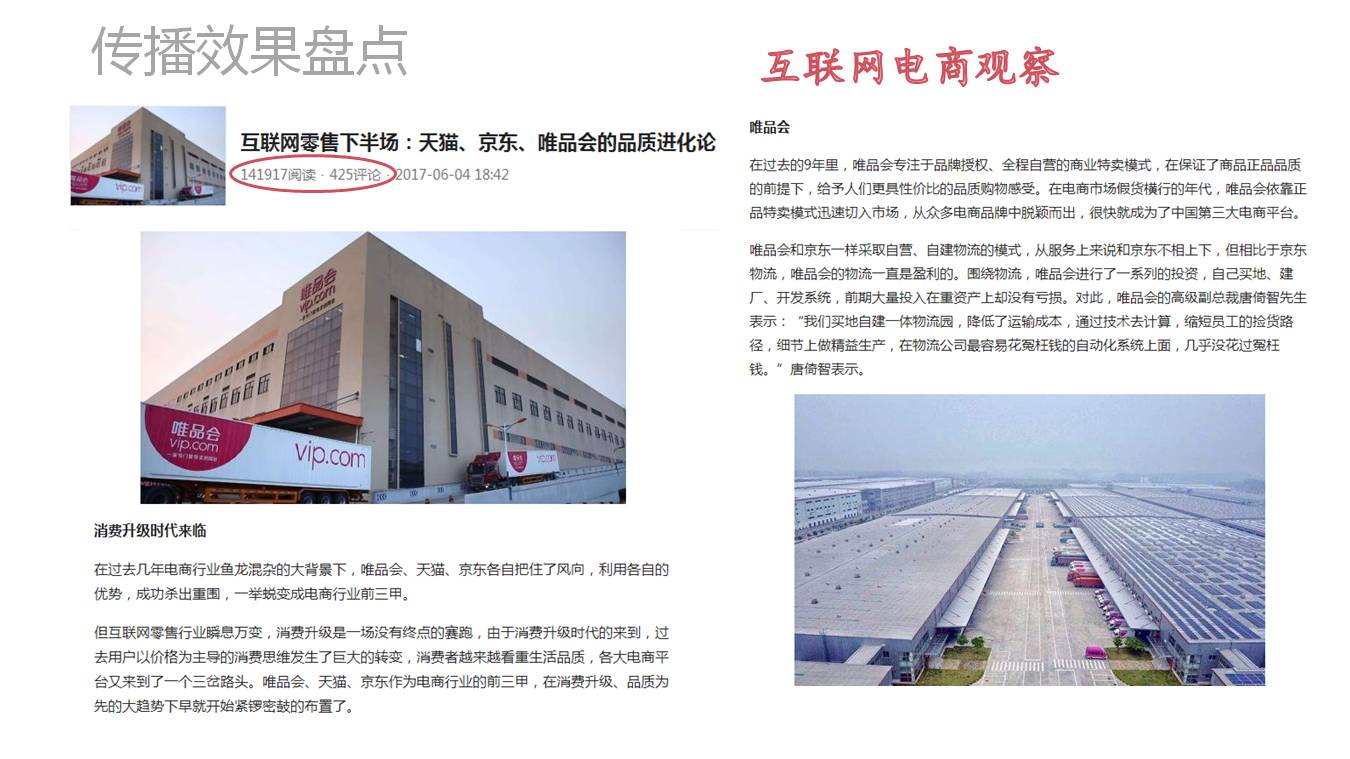 传播效果盘点
互联网电商观察
互联网零售下半场：天猫、京东、唯品会的品质进化论
141917阅读 · 425评论 · 2017-06-04 18:42
唯品会
vip.com
唯品会
vip.com
vip.com
vip.com
消费升级时代来临
在过去几年电商行业鱼龙混杂的大背景下，唯品会、天猫、京东各自把住了风向，利用各自的
优势，成功杀出重围，一举蜕变成电商行业前三甲。
但互联网零售行业瞬息万变，消费升级是一场没有终点的赛跑，由于消费升级时代的来到，过
去用户以价格为主导的消费思维发生了巨大的转变，消费者越来越看重生活品质，各大电商平
台又来到了一个三岔路头。唯品会、天猫、京东作为电商行业的前三甲，在消费升级、品质为
先的大趋势下早就开始紧锣密鼓的布置了。
唯品会
在过去的9年里，唯品会专注于品牌授权、全程自营的商业特卖模式，在保证了商品正品品质
的前提下，给予人们更具性价比的品质购物感受。在电商市场假货横行的年代，唯品会依靠正
品特卖模式迅速切入市场，从众多电商品牌中脱颖而出，很快就成为了中国第三大电商平台。
唯品会和京东一样采取自营、自建物流的模式，从服务上来说和京东不相上下，但相比于京东
物流，唯品会的物流一直是盈利的。围绕物流，唯品会进行了一系列的投资，自己买地、建
厂、开发系统，前期大量投入在重资产上却没有亏损。对此，唯品会的高级副总裁唐倚智先生
表示：“我们买地自建一体物流园，降低了运输成本，通过技术去计算，缩短员工的捡货路
径，细节上做精益生产，在物流公司最容易花冤枉钱的自动化系统上面，几乎没花过冤枉
钱。”唐倚智表示。